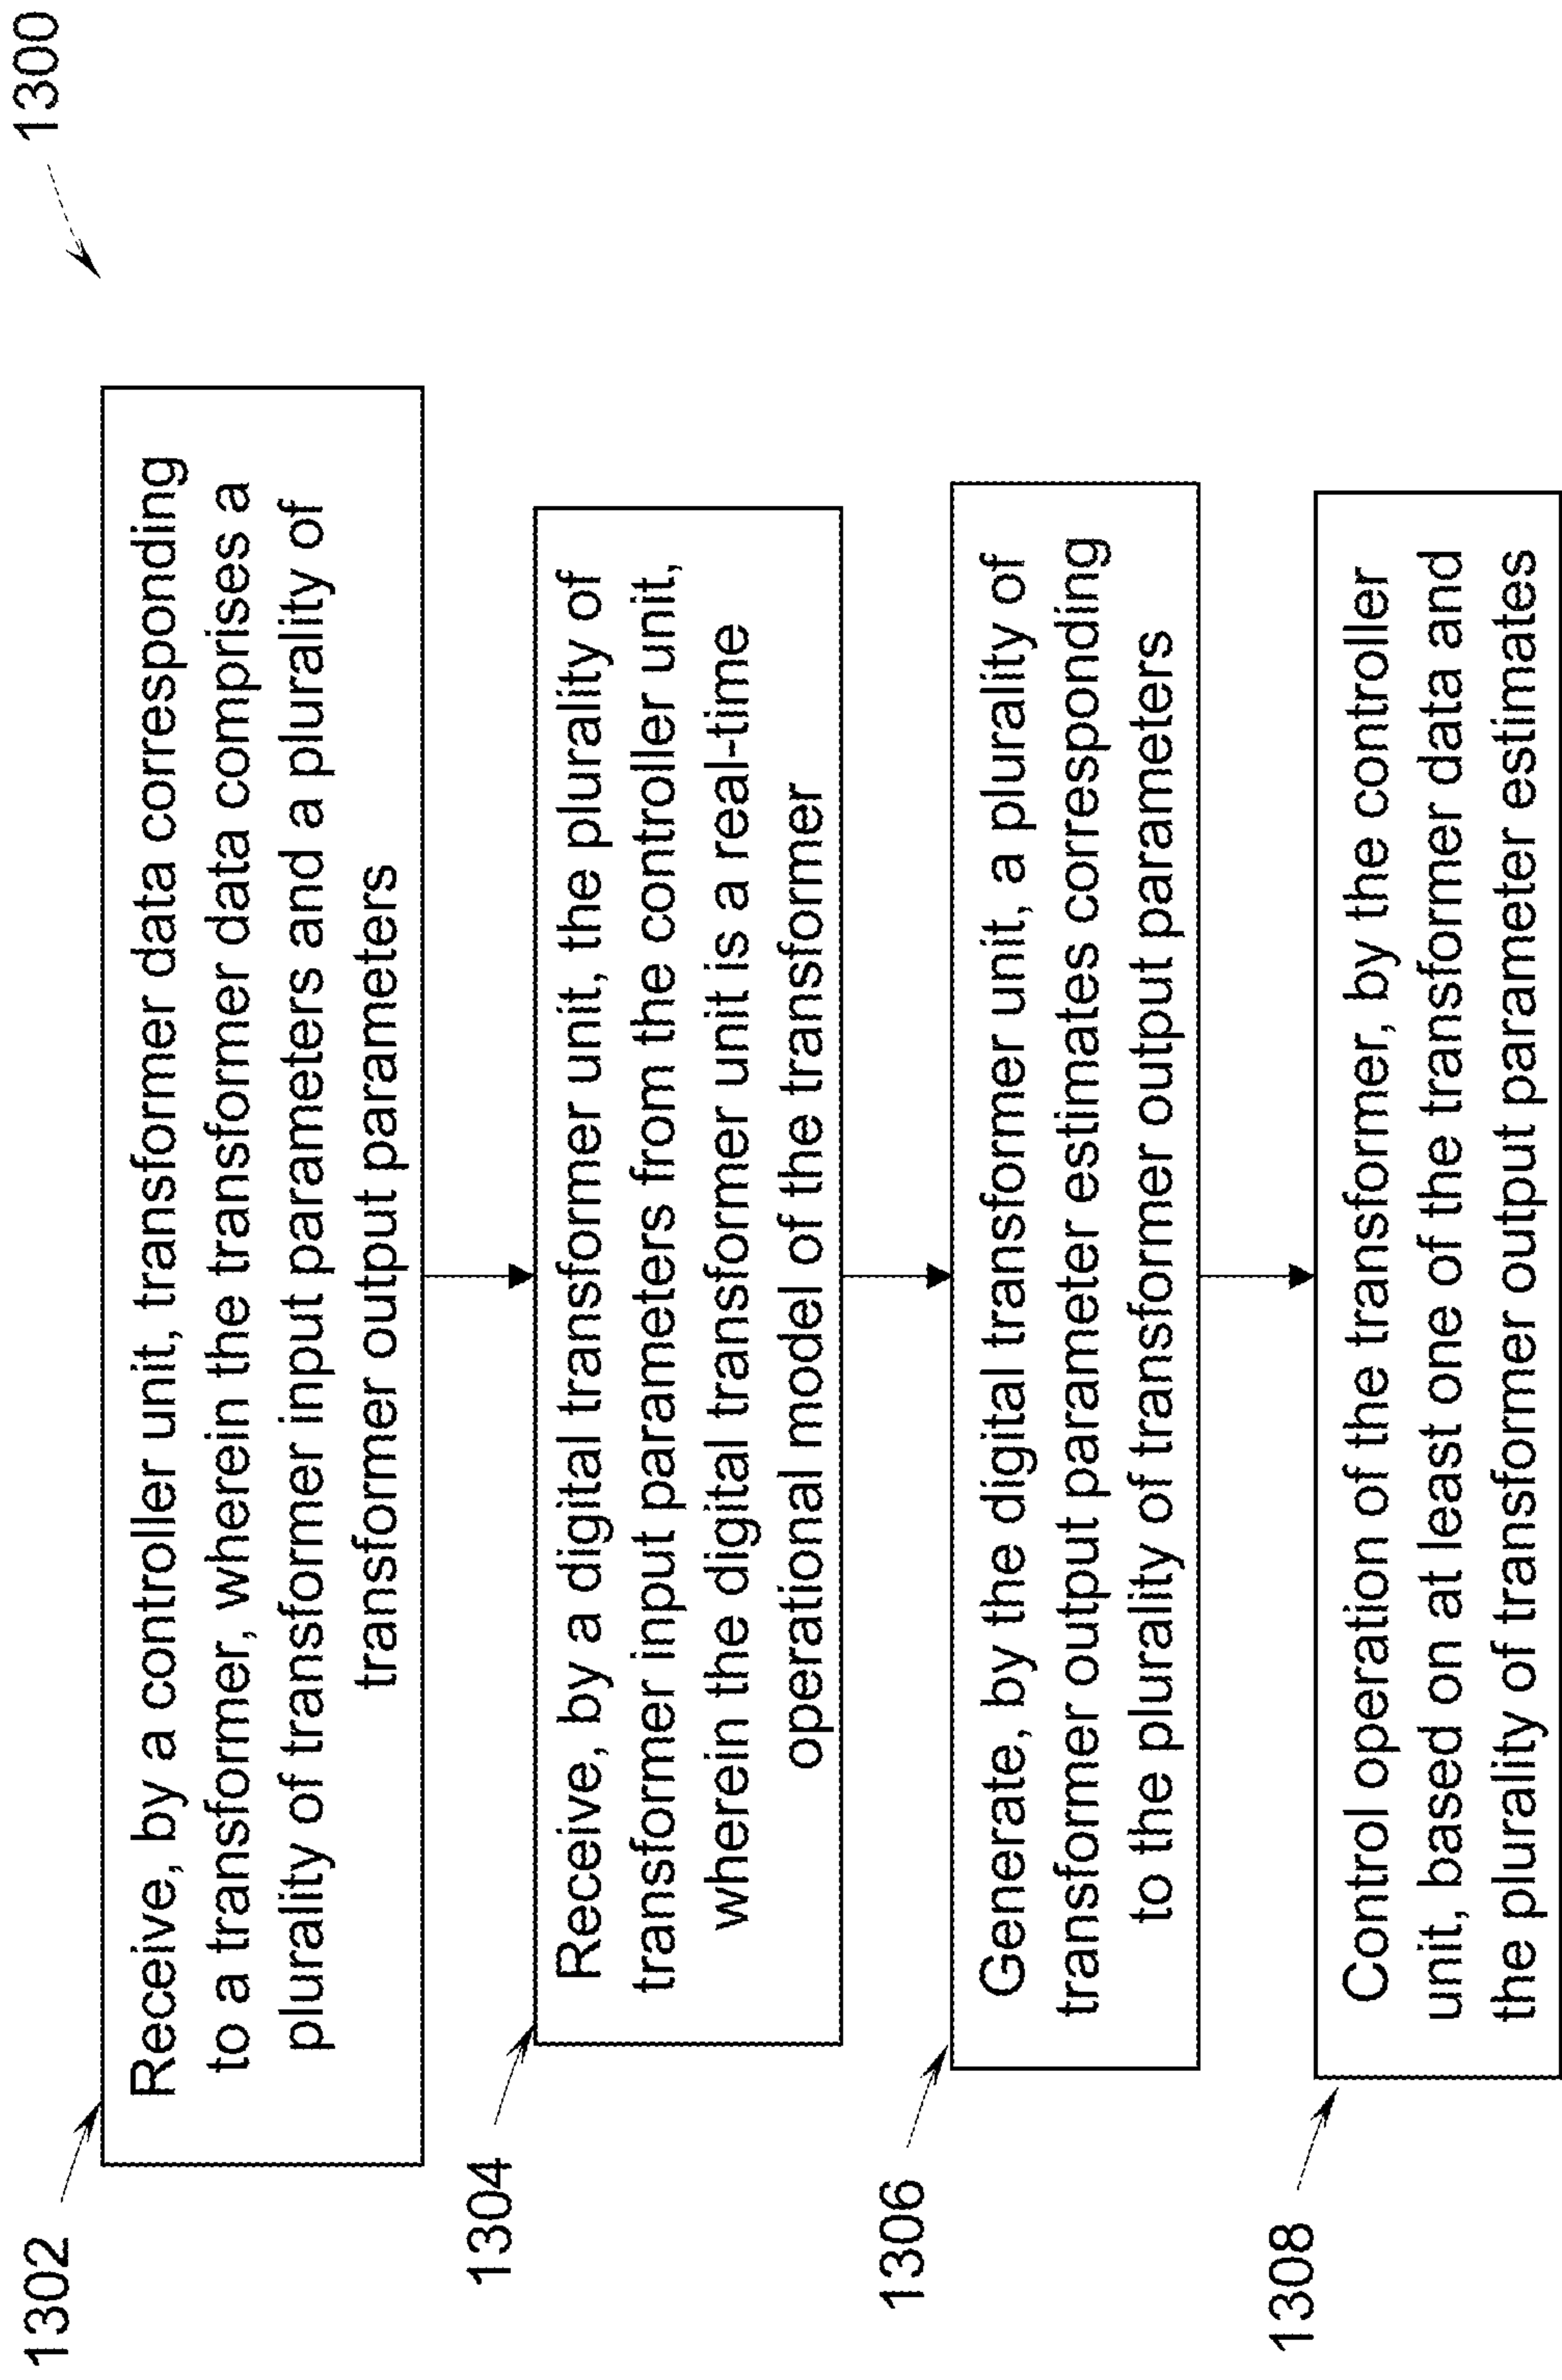 1300
1302
Receive, by a controller unit, transformer data corresponding
to a transformer, wherein the transformer data comprises a
plurality of transformer input parameters and a plurality of
transformer output parameters
1304
Receive, by a digital transformer unit, the plurality of
transformer input parameters from the controller unit,
wherein the digital transformer unit is a real-time
operational model of the transformer
1306
Generate, by the digital transformer unit, a plurality of
transformer output parameter estimates corresponding
to the plurality of transformer output parameters
1308
Control operation of the transformer, by the controller
unit, based on at least one of the transformer data and
the plurality of transformer output parameter estimates